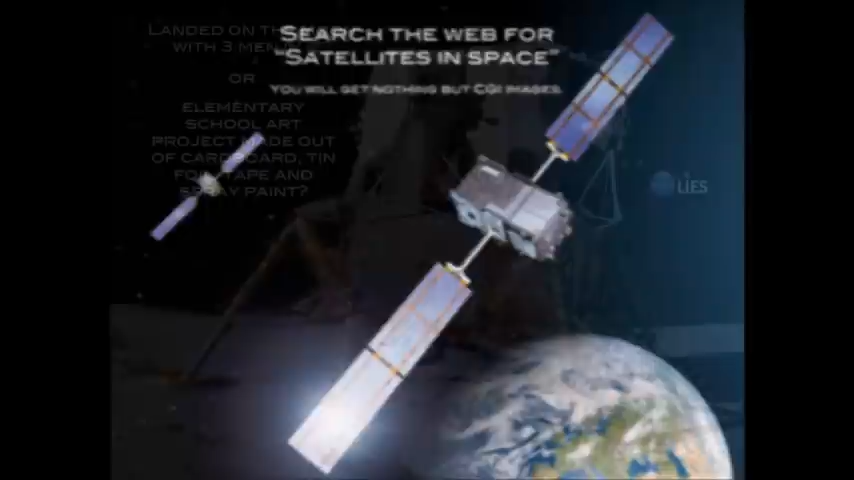 LANDED ON THE
WITH 3 MEN
OR
ELEMENTARY
SCHOOL ART
PROJECT MADE OUT
OF CARDBOARD, TIN
FOIL, TAPE AND
SPRAY PAINT?
SEARCH THE WEB FOR
"SATELLITES IN SPACE"
YOU WILL GET NOTHING BUT CGI IMAGES.
LIES